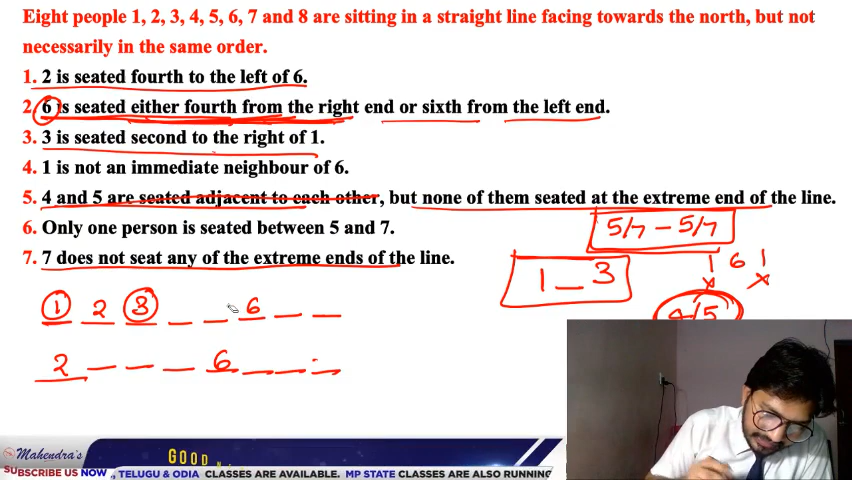 Eight people 1, 2, 3, 4, 5, 6, 7 and 8 are sitting in a straight line facing towards the north, but not
necessarily in the same order.
1. 2 is seated fourth to the left of 6.
2. 6 is seated either fourth from the right end or sixth from the left end.
3. 3 is seated second to the right of 1.
4. 1 is not an immediate neighbour of 6.
5. 4 and 5 are seated adjacent to each other, but none of them seated at the extreme end of the line.
6. Only one person is seated between 5 and 7.
7. 7 does not seat any of the extreme ends of the line.
5/7 – 5/7
1 6 1
x x
1 _ 3
4/5
1 2 3 _ _ 6 _ _
2 _ _ _ 6 _ _ _
Mahendra's
GOOD
SUBSCRIBE US NOW , TELUGU & ODIA CLASSES ARE AVAILABLE. MP STATE CLASSES ARE ALSO RUNNING